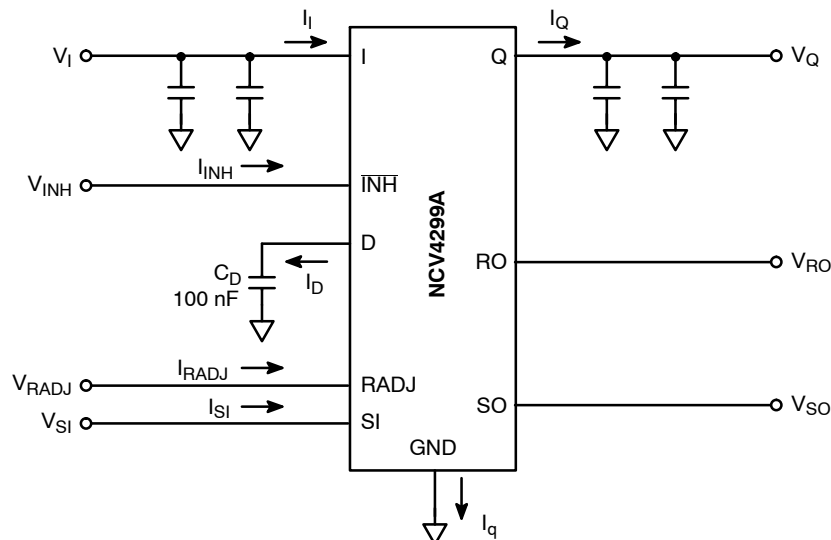 I_I
I_Q
V_I
I
Q
V_Q
I_INH
V_INH
INH
D
C_D
100 nF
I_D
NCV4299A
RO
V_RO
I_RADJ
V_RADJ
RADJ
I_SI
V_SI
SI
SO
V_SO
GND
I_q